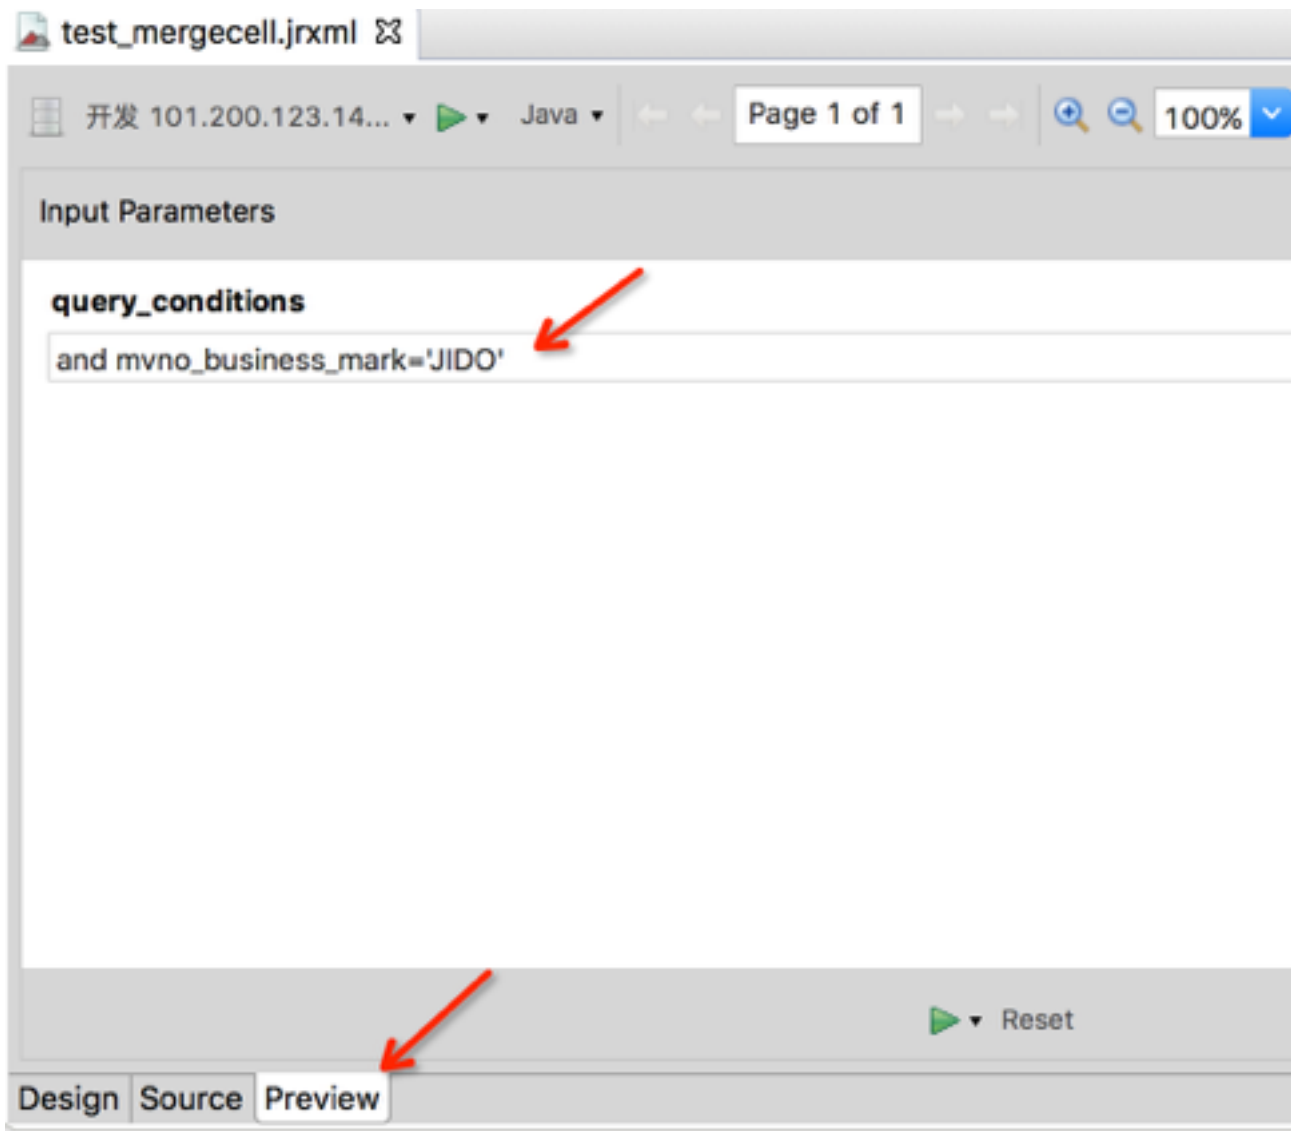 test_mergecell.jrxml
开发 101.200.123.14... Java Page 1 of 1 100%
Input Parameters
query_conditions
and mvno_business_mark='JIDO'
Reset
Design Source Preview